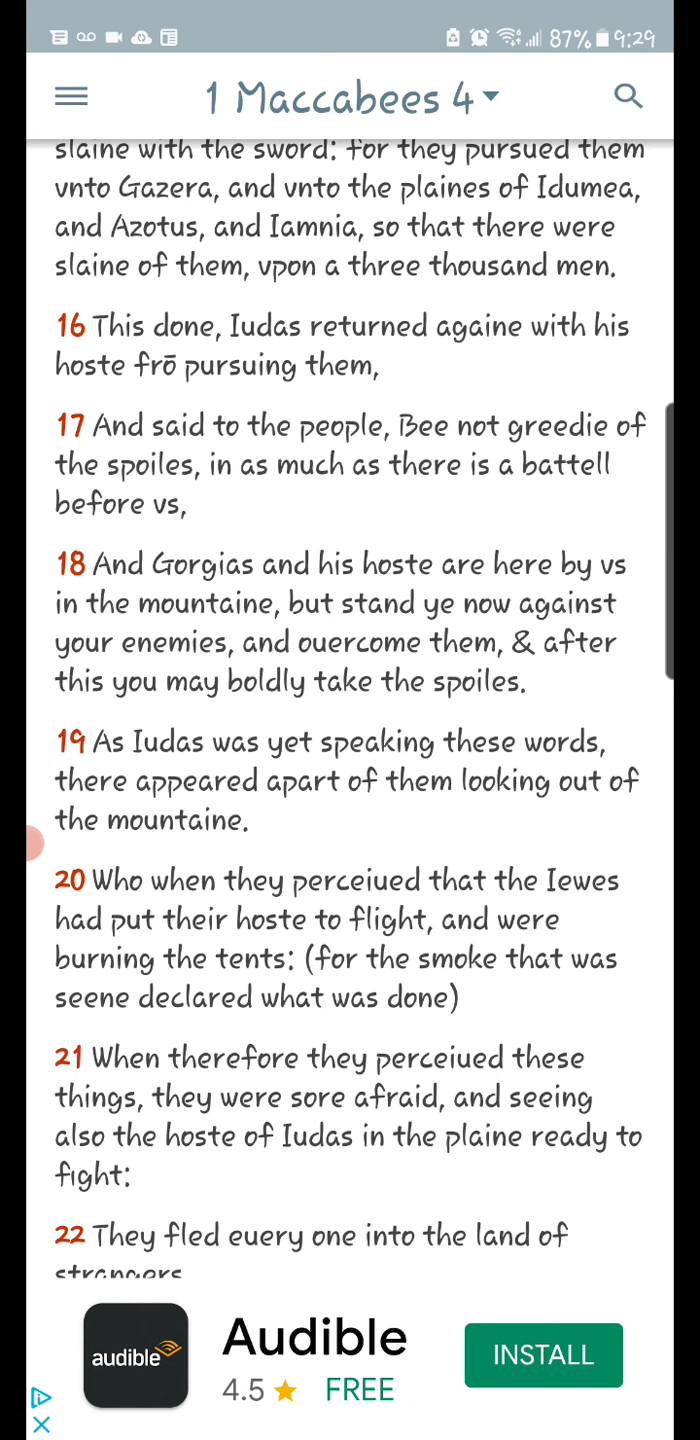 87% 9:29
1 Maccabees 4
slaine with the sword: for they pursued them
vnto Gazera, and vnto the plaines of Idumea,
and Azotus, and Iamnia, so that there were
slaine of them, vpon a three thousand men.
16 This done, Iudas returned againe with his
hoste frō pursuing them,
17 And said to the people, Bee not greedie of
the spoiles, in as much as there is a battell
before vs,
18 And Gorgias and his hoste are here by vs
in the mountaine, but stand ye now against
your enemies, and ouercome them, & after
this you may boldly take the spoiles.
19 As Iudas was yet speaking these words,
there appeared apart of them looking out of
the mountaine.
20 Who when they perceiued that the Iewes
had put their hoste to flight, and were
burning the tents: (for the smoke that was
seene declared what was done)
21 When therefore they perceiued these
things, they were sore afraid, and seeing
also the hoste of Iudas in the plaine ready to
fight:
22 They fled euery one into the land of
strangers
audible
Audible
4.5 ★ FREE
INSTALL